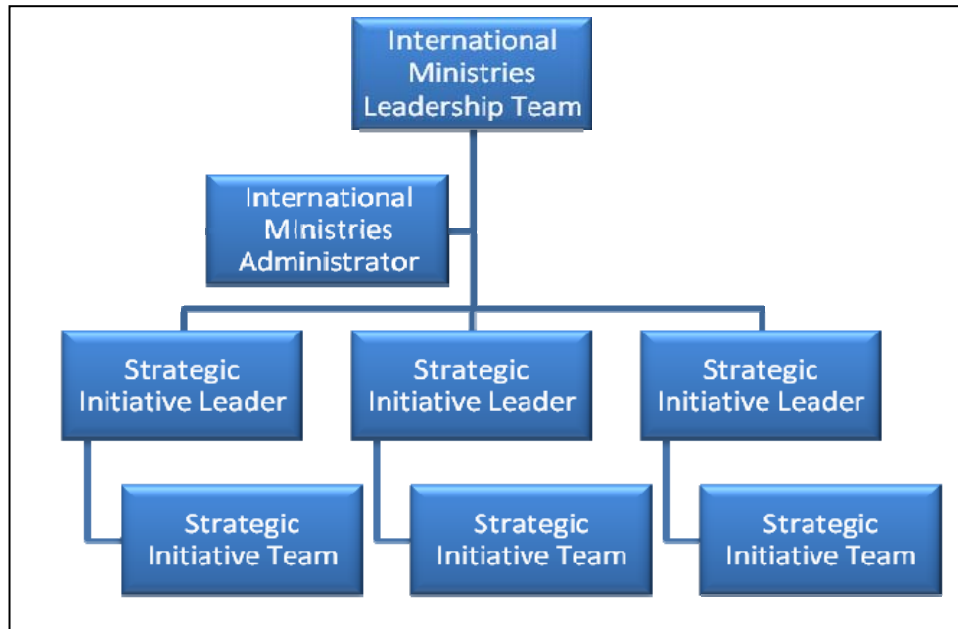 International
Ministries
Leadership Team
International
MInistries
Administrator
Strategic
Initiative Leader
Strategic
Initiative Leader
Strategic
Initiative Leader
Strategic
Initiative Team
Strategic
Initiative Team
Strategic
Initiative Team